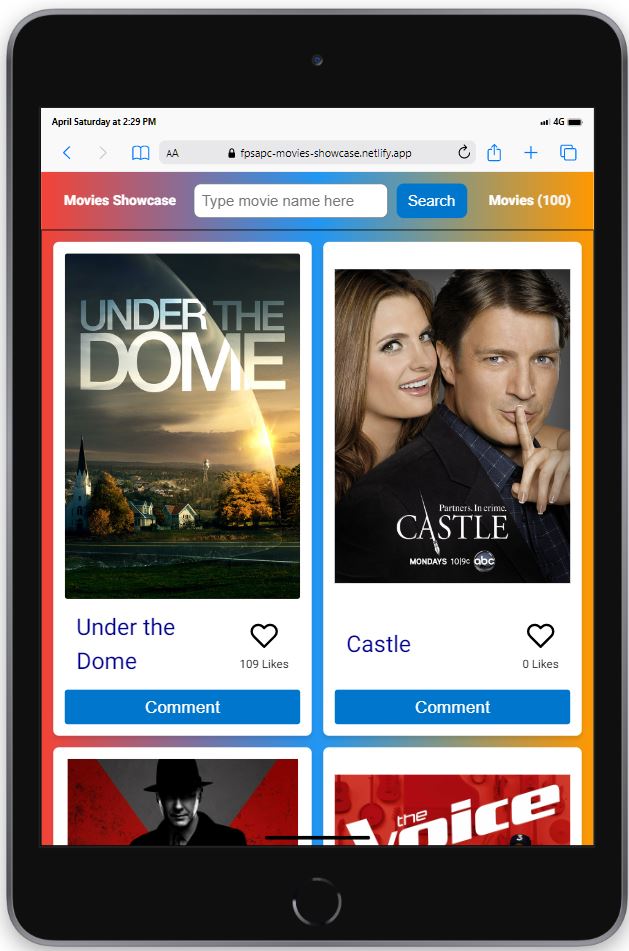 April Saturday at 2:29 PM
4G
AA
fpsapc-movies-showcase.netlify.app
Movies Showcase
Type movie name here
Search
Movies (100)
UNDER THE
DOME
Partners. In crime.
CASTLE
MONDAYS 10|9c abc
Under the
Dome
109 Likes
Castle
0 Likes
Comment
Comment
the
Voice